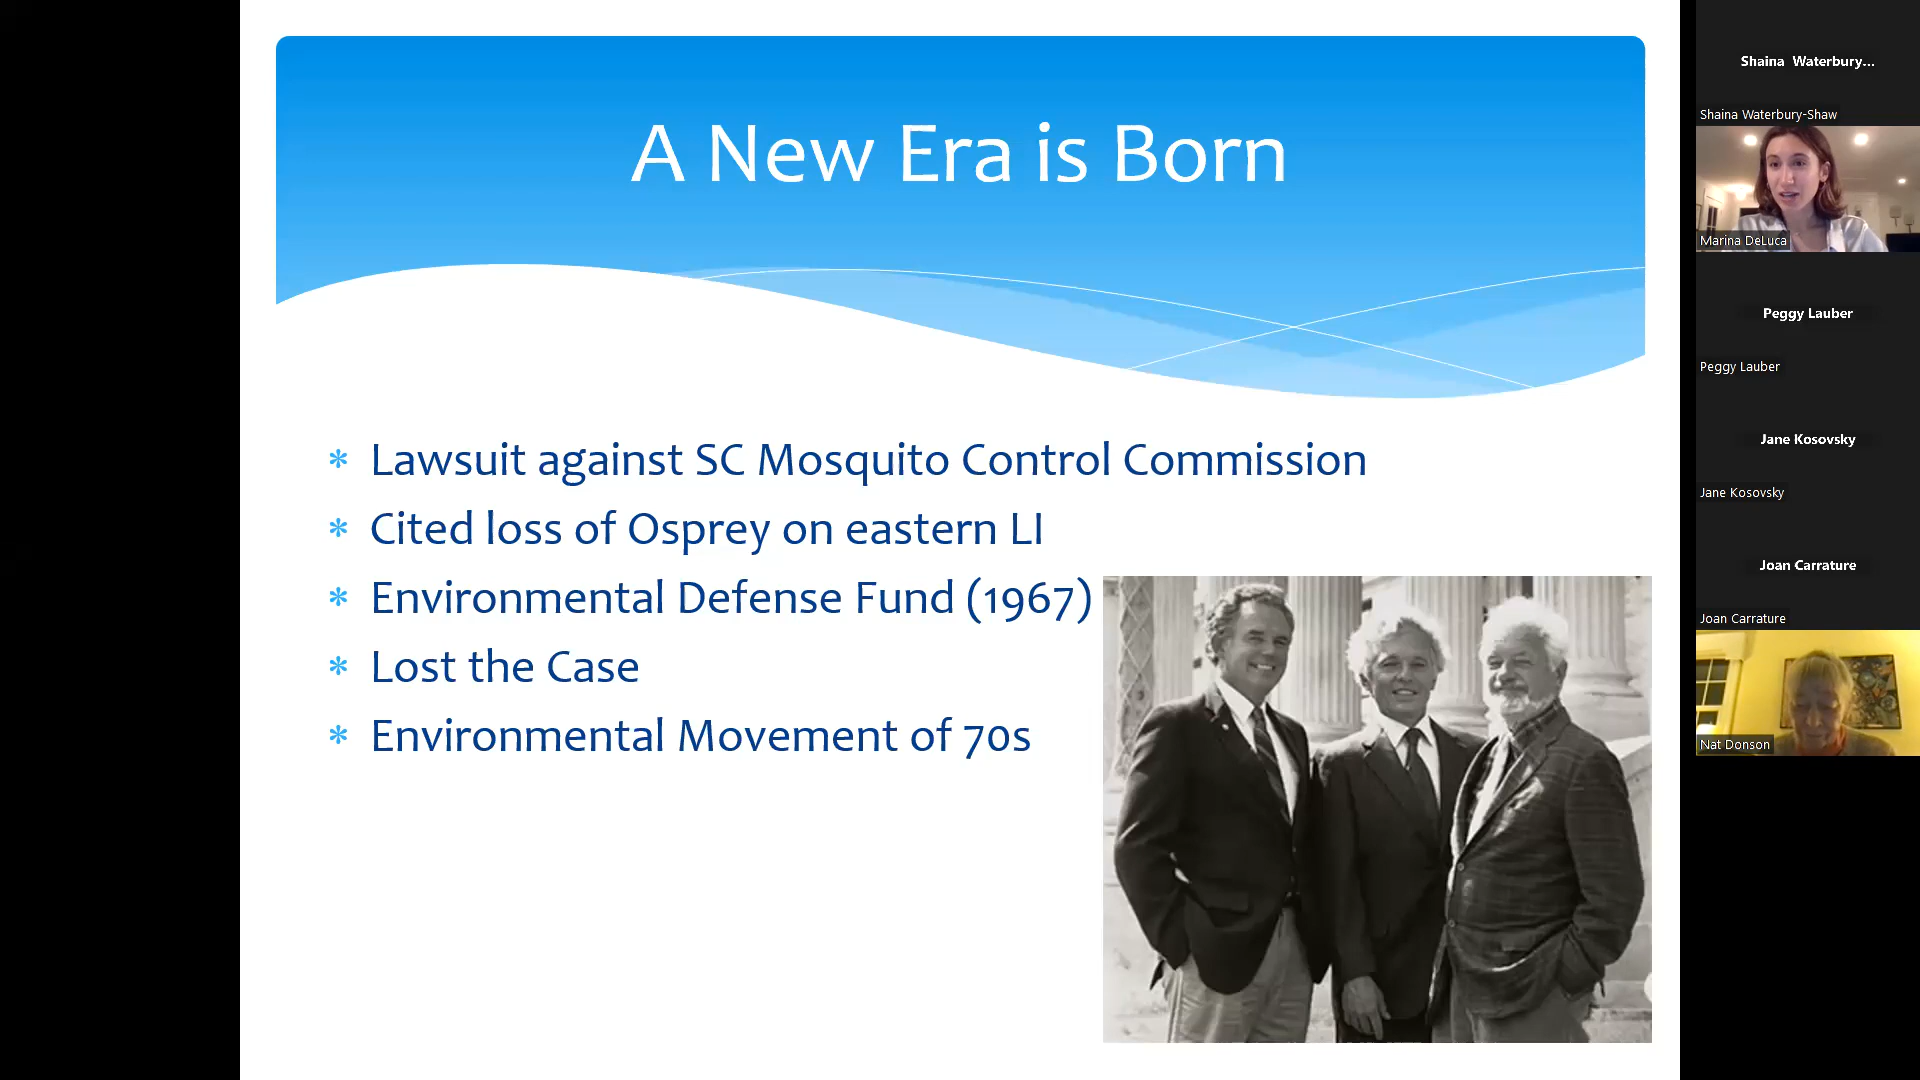 A New Era is Born
* Lawsuit against SC Mosquito Control Commission
* Cited loss of Osprey on eastern LI
* Environmental Defense Fund (1967)
* Lost the Case
* Environmental Movement of 70s
Shaina Waterbury...
Shaina Waterbury-Shaw
Marina DeLuca
Peggy Lauber
Peggy Lauber
Jane Kosovsky
Jane Kosovsky
Joan Carrature
Joan Carrature
Nat Donson